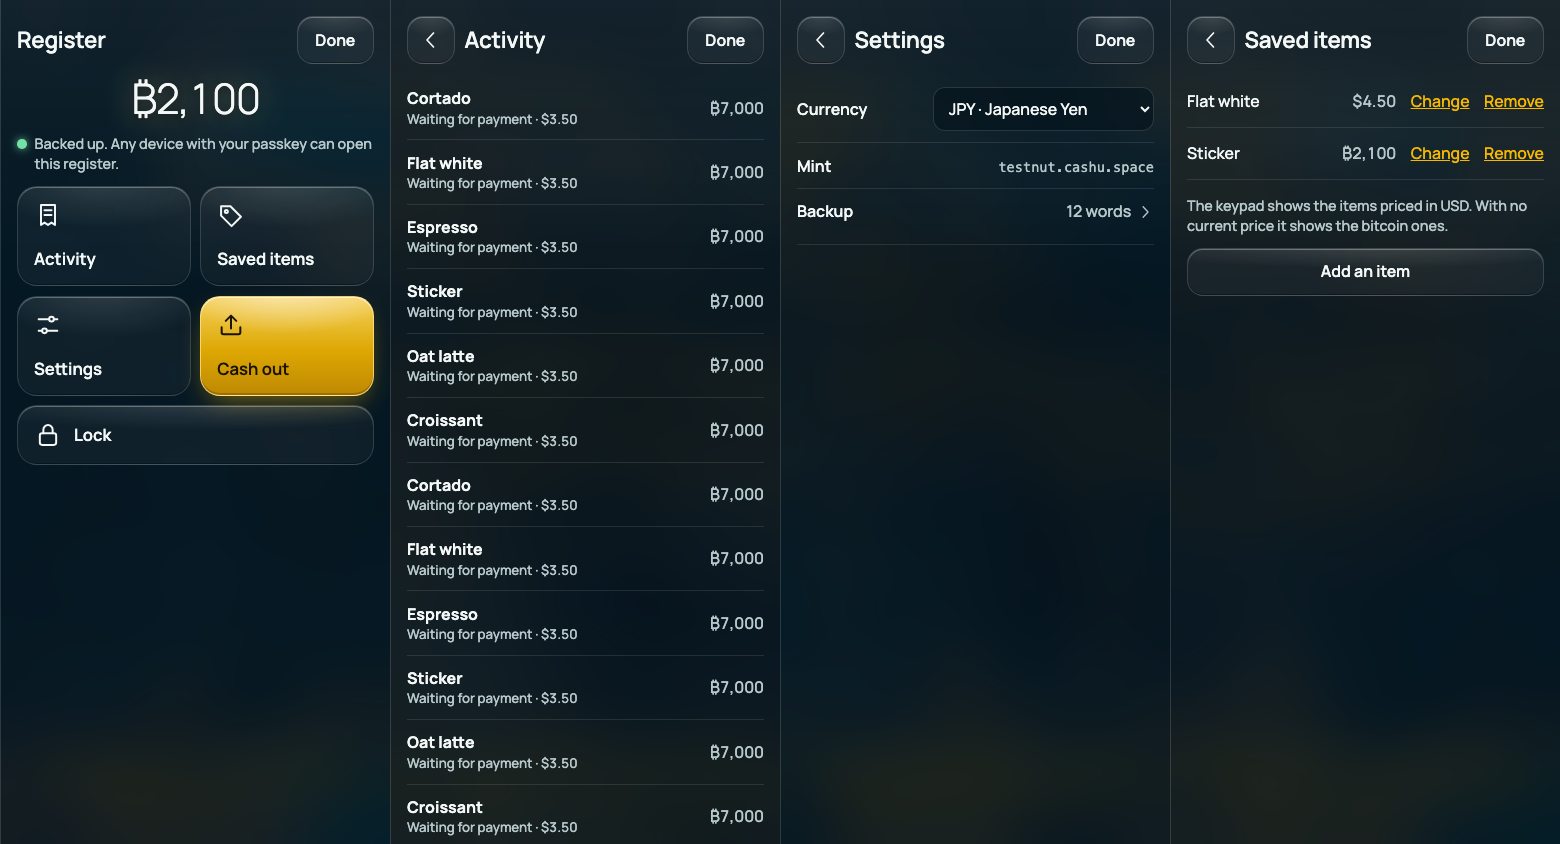 Register
Done
₿2,100
Backed up. Any device with your passkey can open
this register.
Activity
Saved items
Settings
Cash out
Lock
Activity
Done
Cortado
Waiting for payment · $3.50
₿7,000
Flat white
Waiting for payment · $3.50
₿7,000
Espresso
Waiting for payment · $3.50
₿7,000
Sticker
Waiting for payment · $3.50
₿7,000
Oat latte
Waiting for payment · $3.50
₿7,000
Croissant
Waiting for payment · $3.50
₿7,000
Cortado
Waiting for payment · $3.50
₿7,000
Flat white
Waiting for payment · $3.50
₿7,000
Espresso
Waiting for payment · $3.50
₿7,000
Sticker
Waiting for payment · $3.50
₿7,000
Oat latte
Waiting for payment · $3.50
₿7,000
Croissant
Waiting for payment · $3.50
₿7,000
Settings
Done
Currency
JPY · Japanese Yen
Mint
testnut.cashu.space
Backup
12 words
Saved items
Done
Flat white $4.50 Change Remove
Sticker ₿2,100 Change Remove
The keypad shows the items priced in USD. With no
current price it shows the bitcoin ones.
Add an item